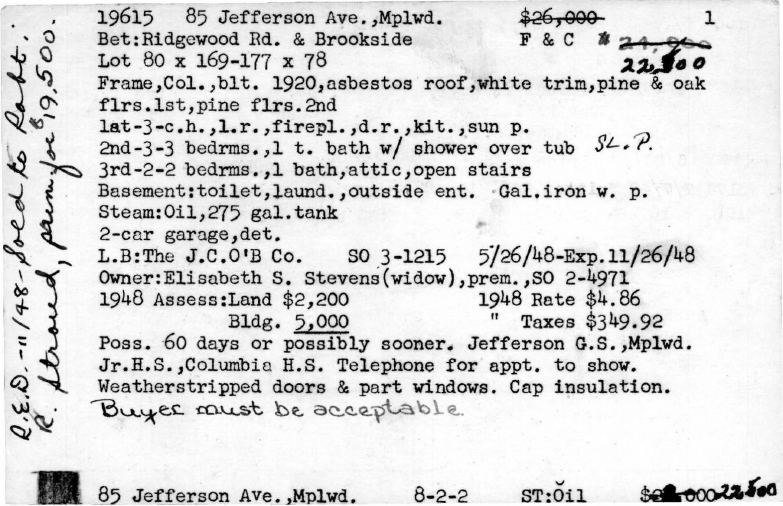 19615 85 Jefferson Ave.,Mplwd. $26,000 1
Bet:Ridgewood Rd. & Brookside F & C # 24,900
Lot 80 x 169-177 x 78 22,500
Frame,Col.,blt. 1920,asbestos roof,white trim,pine & oak
flrs.1st,pine flrs.2nd
1at-3-c.h.,l.r.,firepl.,d.r.,kit.,sun p.
2nd-3-3 bedrms.,1 t. bath w/ shower over tub SL.P.
3rd-2-2 bedrms.,1 bath,attic,open stairs
Basement:toilet,laund.,outside ent. Gal.iron w. p.
Steam:Oil,275 gal.tank
2-car garage,det.
L.B:The J.C.O'B Co. SO 3-1215 5/26/48-Exp.11/26/48
Owner:Elisabeth S. Stevens(widow),prem.,SO 2-4971
1948 Assess:Land $2,200 1948 Rate $4.86
Bldg. 5,000 " Taxes $349.92
Poss. 60 days or possibly sooner. Jefferson G.S.,Mplwd.
Jr.H.S.,Columbia H.S. Telephone for appt. to show.
Weatherstripped doors & part windows. Cap insulation.
Buyer must be acceptable.
85 Jefferson Ave.,Mplwd. 8-2-2 ST:Oil 22,500
D.E.D.-11/48-Sold to Robt.
R. Stroud, prem for $19,500.